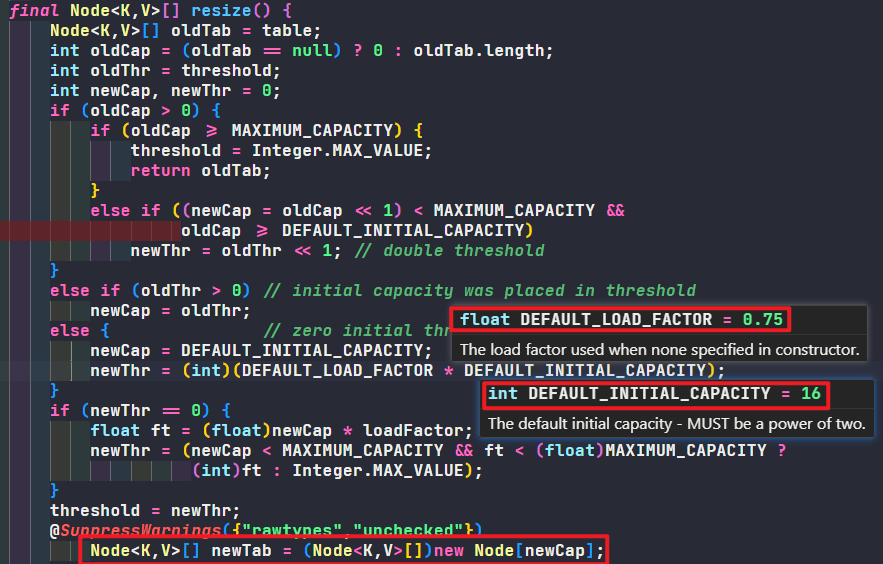 final Node<K,V>[] resize() {
Node<K,V>[] oldTab = table;
int oldCap = (oldTab == null) ? 0 : oldTab.length;
int oldThr = threshold;
int newCap, newThr = 0;
if (oldCap > 0) {
if (oldCap >= MAXIMUM_CAPACITY) {
threshold = Integer.MAX_VALUE;
return oldTab;
}
else if ((newCap = oldCap << 1) < MAXIMUM_CAPACITY &&
oldCap >= DEFAULT_INITIAL_CAPACITY)
newThr = oldThr << 1; // double threshold
}
else if (oldThr > 0) // initial capacity was placed in threshold
newCap = oldThr;
float DEFAULT_LOAD_FACTOR = 0.75
else { // zero initial thr
The load factor used when none specified in constructor.
newCap = DEFAULT_INITIAL_CAPACITY;
newThr = (int)(DEFAULT_LOAD_FACTOR * DEFAULT_INITIAL_CAPACITY);
}
int DEFAULT_INITIAL_CAPACITY = 16
if (newThr == 0) {
The default initial capacity - MUST be a power of two.
float ft = (float)newCap * loadFactor;
newThr = (newCap < MAXIMUM_CAPACITY && ft < (float)MAXIMUM_CAPACITY ?
(int)ft : Integer.MAX_VALUE);
}
threshold = newThr;
@SuppressWarnings({"rawtypes","unchecked"})
Node<K,V>[] newTab = (Node<K,V>[])new Node[newCap];